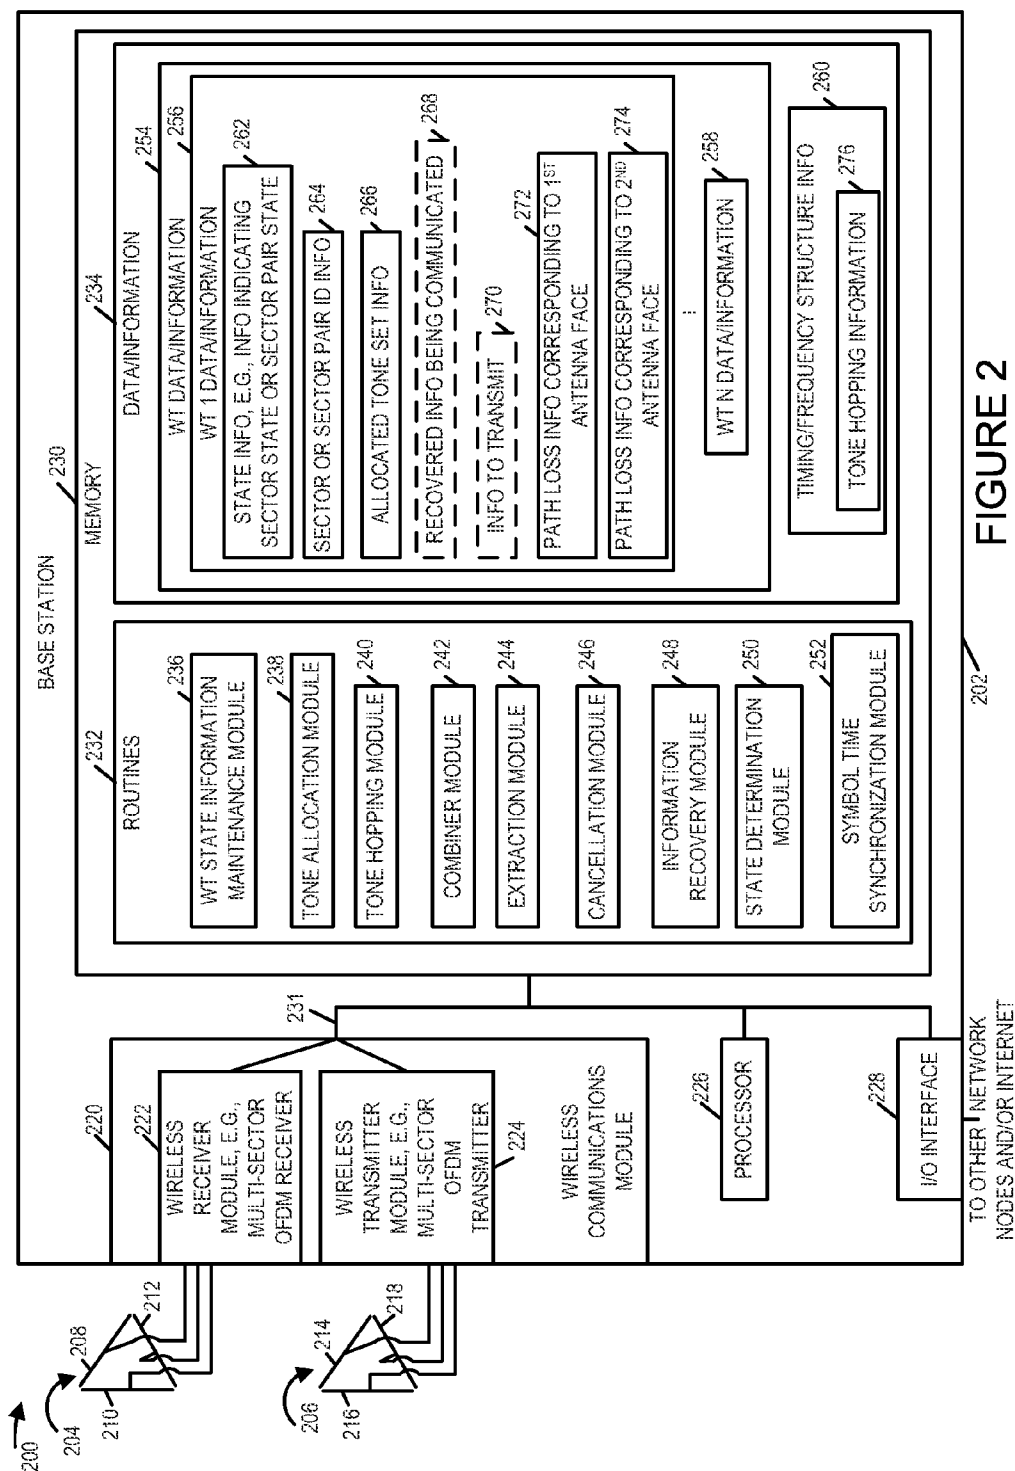 200
204
208
210
212
206
214
216
218
BASE STATION
202
220
222
WIRELESS
RECEIVER
MODULE, E.G.,
MULTI-SECTOR
OFDM RECEIVER
WIRELESS
TRANSMITTER
MODULE, E.G.,
MULTI-SECTOR
OFDM
TRANSMITTER
224
WIRELESS
COMMUNICATIONS
MODULE
231
226
PROCESSOR
228
I/O INTERFACE
TO OTHER NETWORK
NODES AND/OR INTERNET
230
MEMORY
232
ROUTINES
236
WT STATE INFORMATION
MAINTENANCE MODULE
238
TONE ALLOCATION MODULE
240
TONE HOPPING MODULE
242
COMBINER MODULE
244
EXTRACTION MODULE
246
CANCELLATION MODULE
248
INFORMATION
RECOVERY MODULE
250
STATE DETERMINATION
MODULE
252
SYMBOL TIME
SYNCHRONIZATION MODULE
234
DATA/INFORMATION
254
WT DATA/INFORMATION
256
WT 1 DATA/INFORMATION
262
STATE INFO, E.G., INFO INDICATING
SECTOR STATE OR SECTOR PAIR STATE
264
SECTOR OR SECTOR PAIR ID INFO
266
ALLOCATED TONE SET INFO
268
RECOVERED INFO BEING COMMUNICATED
270
INFO TO TRANSMIT
272
PATH LOSS INFO CORRESPONDING TO 1ST
ANTENNA FACE
274
PATH LOSS INFO CORRESPONDING TO 2ND
ANTENNA FACE
...
258
WT N DATA/INFORMATION
260
TIMING/FREQUENCY STRUCTURE INFO
276
TONE HOPPING INFORMATION
FIGURE 2